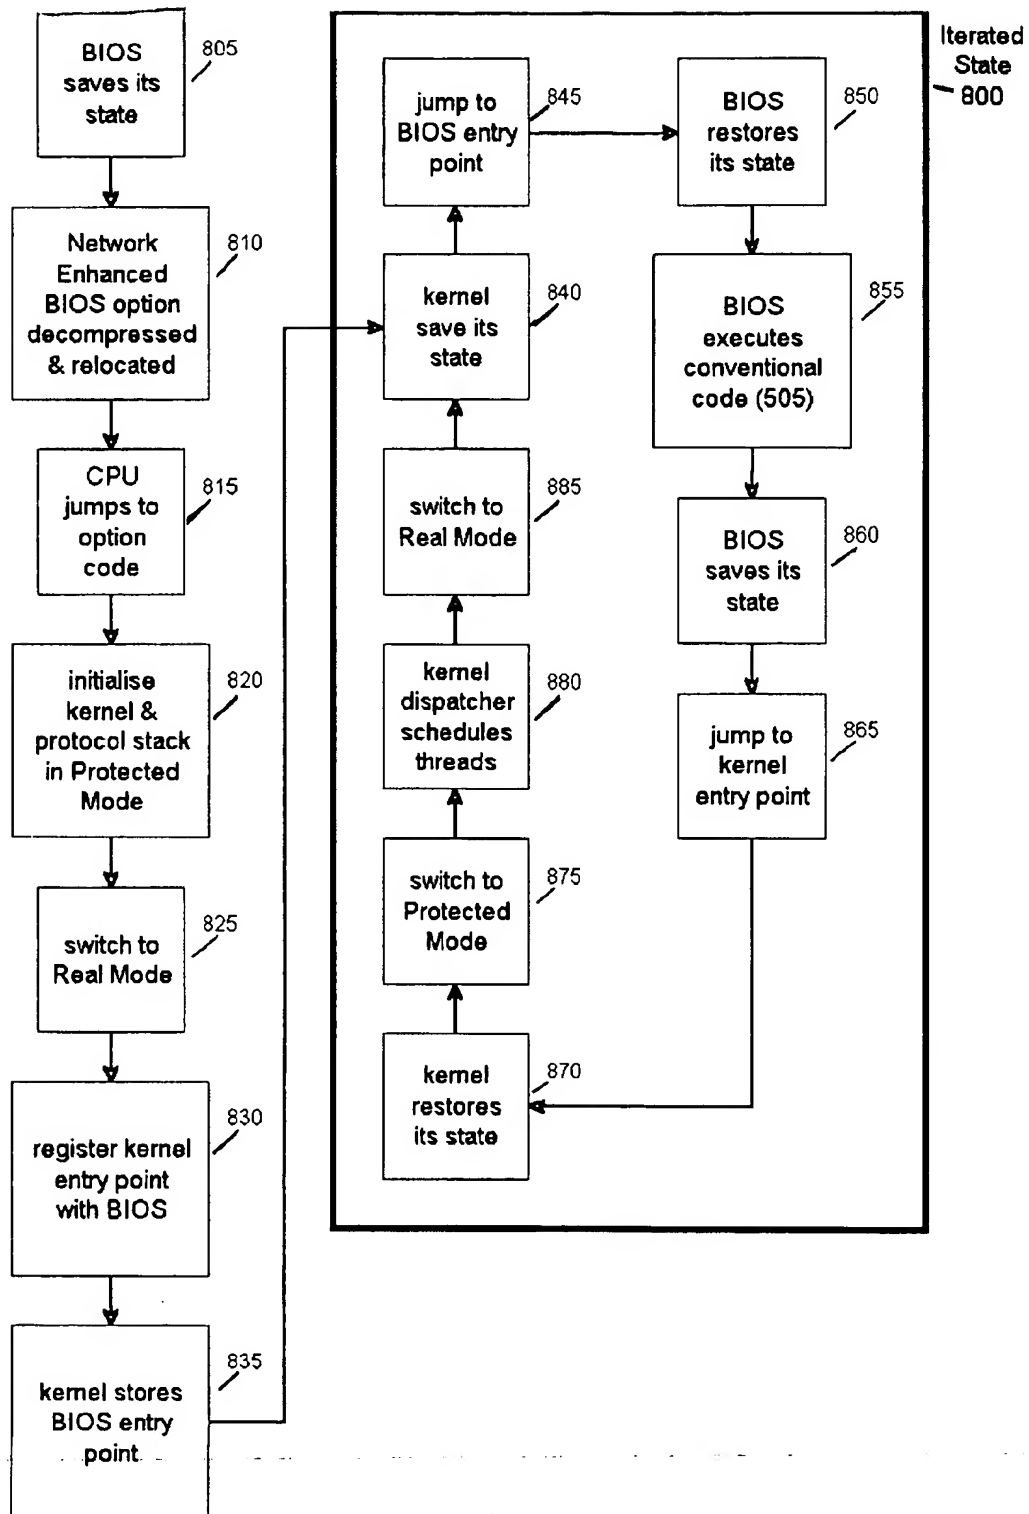 BIOS
saves its
state
805
Network
Enhanced
BIOS option
decompressed
& relocated
810
CPU
jumps to
option
code
815
initialise
kernel &
protocol stack
in Protected
Mode
820
switch to
Real Mode
825
register kernel
entry point
with BIOS
830
kernel stores
BIOS entry
point
835
Iterated
State
800
jump to
BIOS entry
point
845
BIOS
restores
its state
850
kernel
save its
state
840
BIOS
executes
conventional
code (505)
855
switch to
Real Mode
885
BIOS
saves its
state
860
kernel
dispatcher
schedules
threads
880
jump to
kernel
entry point
865
switch to
Protected
Mode
875
kernel
restores
its state
870